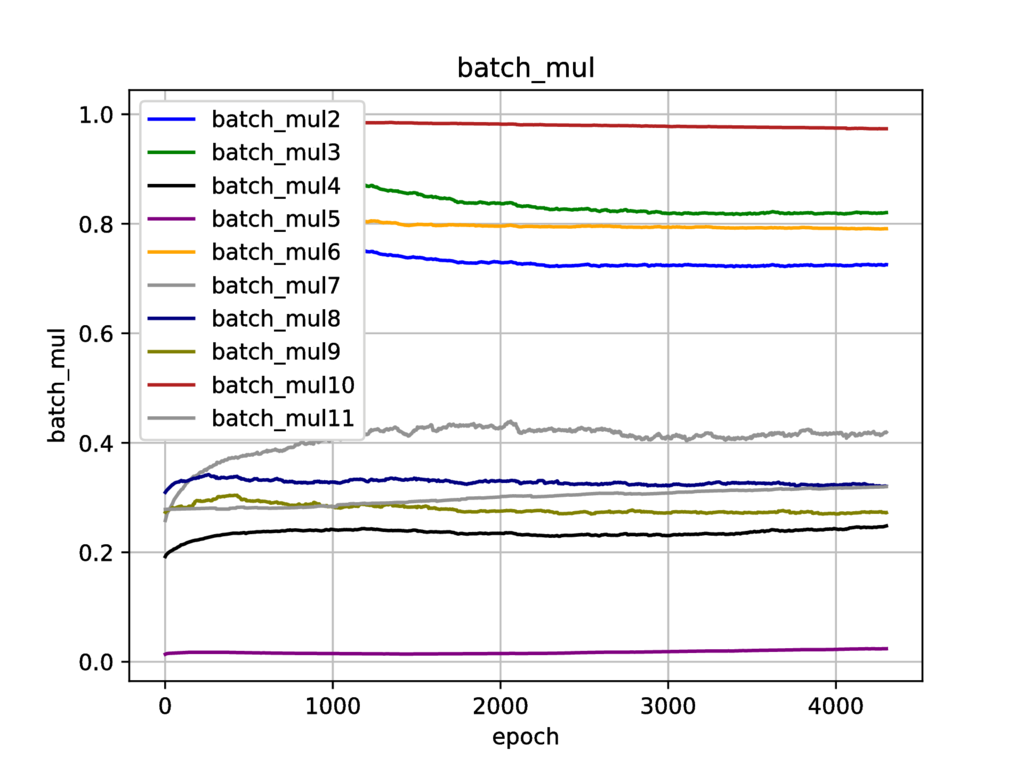 batch_mul
1.0
0.8
0.6
0.4
0.2
0.0
batch_mul
batch_mul2
batch_mul3
batch_mul4
batch_mul5
batch_mul6
batch_mul7
batch_mul8
batch_mul9
batch_mul10
batch_mul11
0 1000 2000 3000 4000
epoch